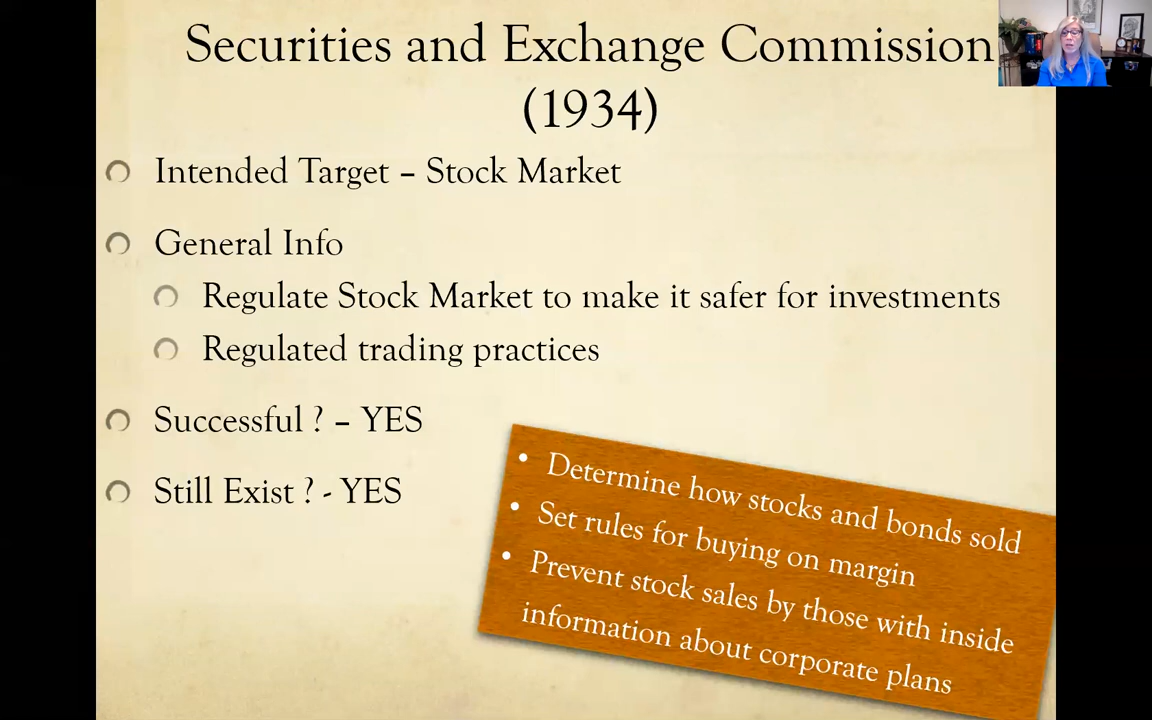 Securities and Exchange Commission
(1934)
Intended Target – Stock Market
General Info
Regulate Stock Market to make it safer for investments
Regulated trading practices
Successful ? – YES
Still Exist ? - YES
• Determine how stocks and bonds sold
• Set rules for buying on margin
• Prevent stock sales by those with inside
information about corporate plans